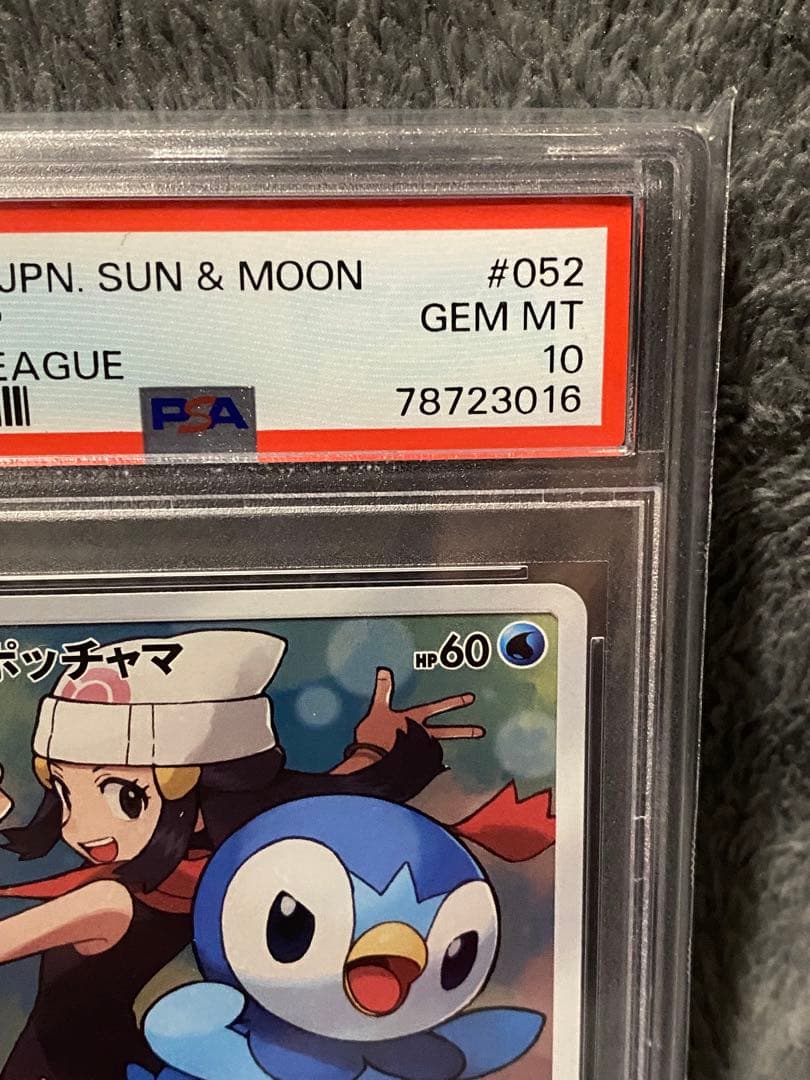 JPN. SUN & MOON #052
GEM MT
EAGUE 10
PSA 78723016
ポッチャマ HP60